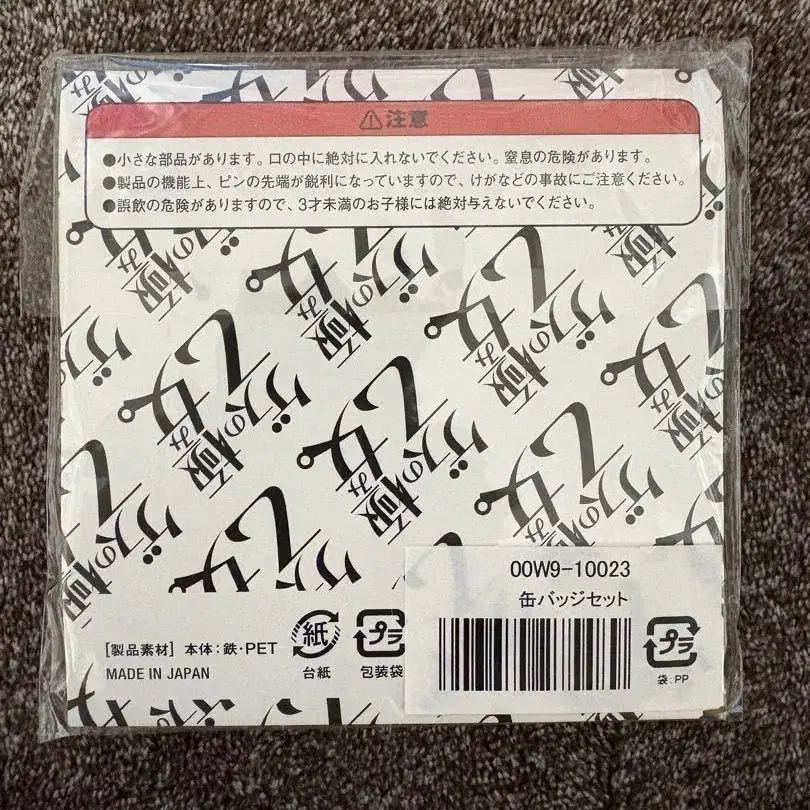 ⚠注意
●小さな部品があります。口の中に絶対に入れないでください。窒息の危険があります。
●製品の機能上、ピンの先端が鋭利になっていますので、けがなどの事故にご注意ください。
●誤飲の危険がありますので、3才未満のお子様には絶対与えないでください。
ゲスの極み乙女
00W9-10023
缶バッジセット
[製品素材] 本体:鉄・PET
MADE IN JAPAN
紙
台紙
プラ
包装袋
プラ
袋:PP